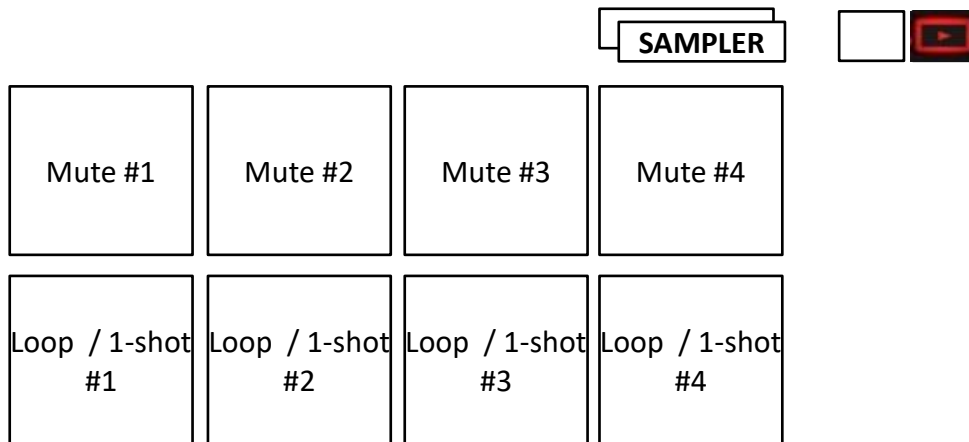 SAMPLER
Mute #1 Mute #2 Mute #3 Mute #4
Loop / 1-shot Loop / 1-shot Loop / 1-shot Loop / 1-shot
#1 #2 #3 #4